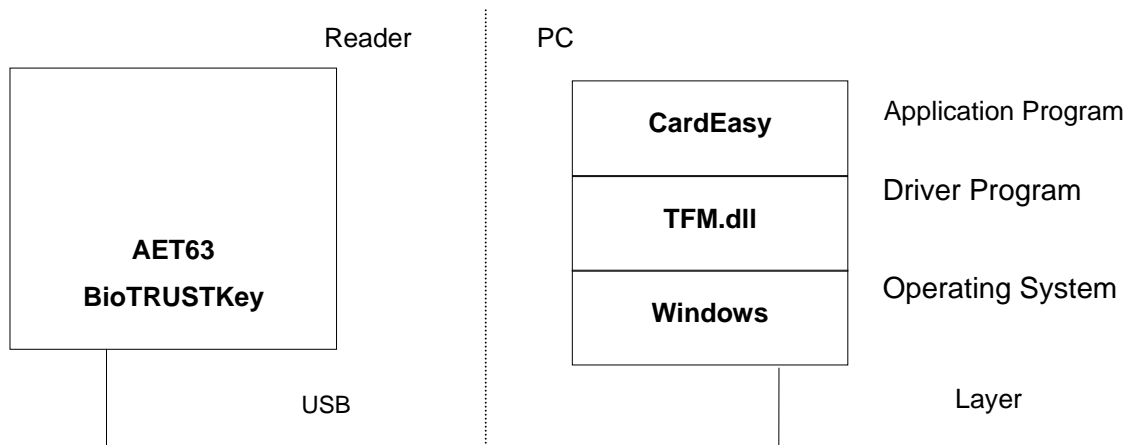 Reader
PC
CardEasy
Application Program
Driver Program
TFM.dll
AET63
BioTRUSTKey
Operating System
Windows
USB
Layer